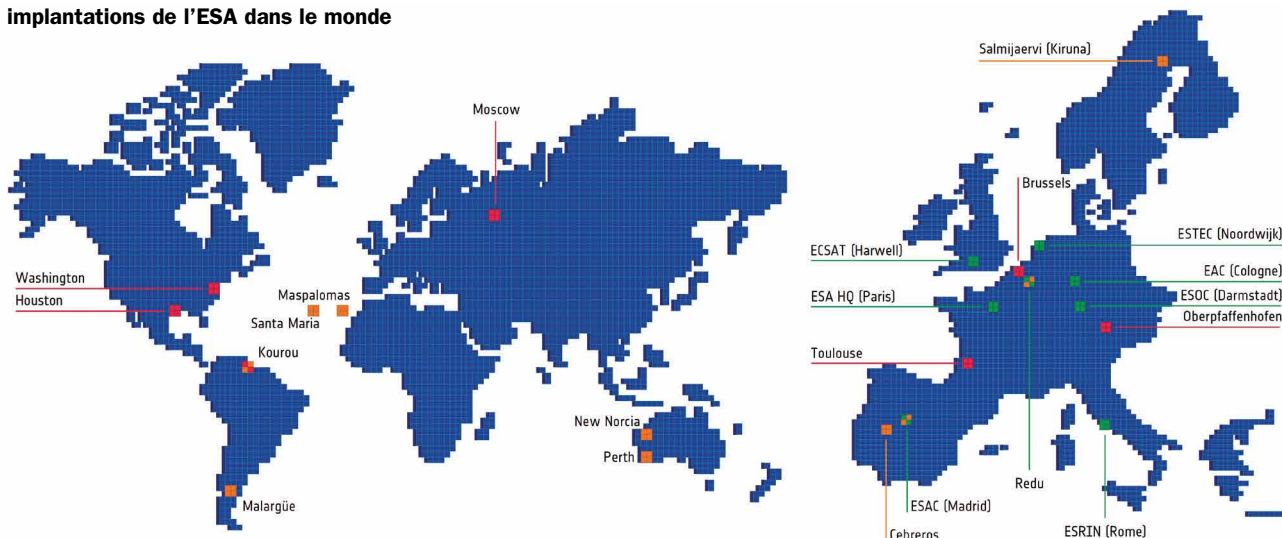 implantations de l'ESA dans le monde
Moscow
Washington
Houston
Maspalomas
Santa Maria
Kourou
Malargüe
New Norcia
Perth
Salmijaervi (Kiruna)
Brussels
ESTEC (Noordwijk)
ECSAT (Harwell)
EAC (Cologne)
ESA HQ (Paris)
ESOC (Darmstadt)
Oberpfaffenhofen
Toulouse
Redu
ESAC (Madrid)
Cebreros
ESRIN (Rome)